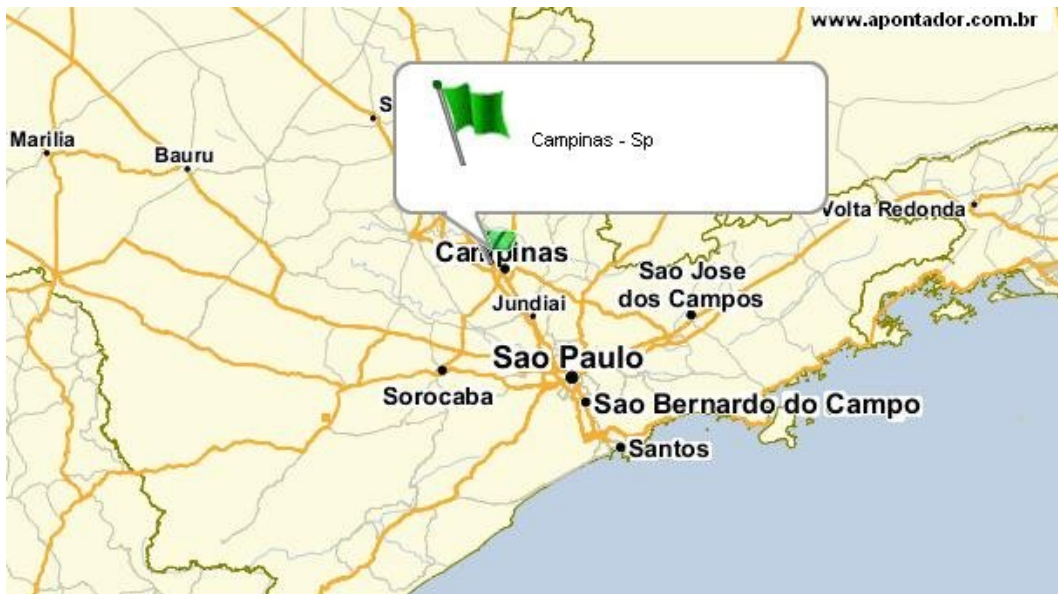 www.apontador.com.br
S
Campinas - Sp
Marilia
Bauru
Volta Redonda
Campinas
Sao Jose
dos Campos
Jundiai
Sao Paulo
Sorocaba
Sao Bernardo do Campo
Santos